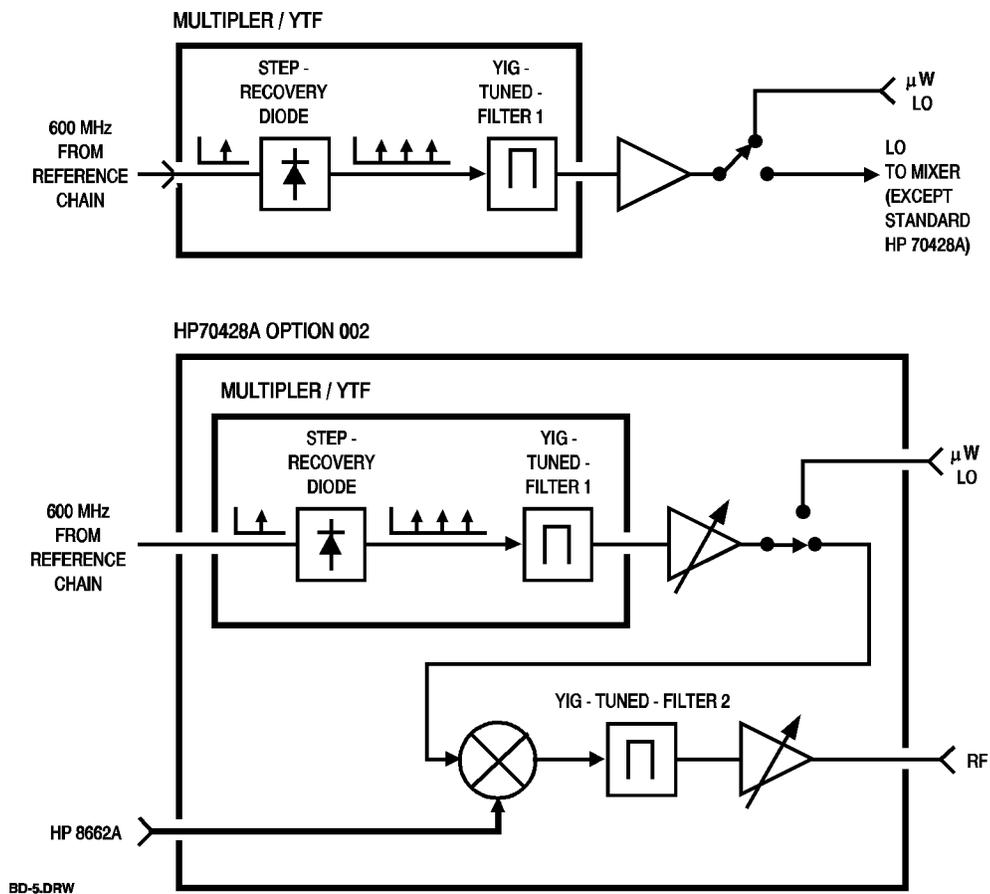 MULTIPLER / YTF
STEP -
RECOVERY
DIODE
YIG -
TUNED -
FILTER 1
600 MHz
FROM
REFERENCE
CHAIN
μW
LO
LO
TO MIXER
(EXCEPT
STANDARD
HP 70428A)
HP70428A OPTION 002
MULTIPLER / YTF
STEP -
RECOVERY
DIODE
YIG -
TUNED -
FILTER 1
600 MHz
FROM
REFERENCE
CHAIN
μW
LO
YIG - TUNED - FILTER 2
RF
HP 8662A
BD-5.DRW